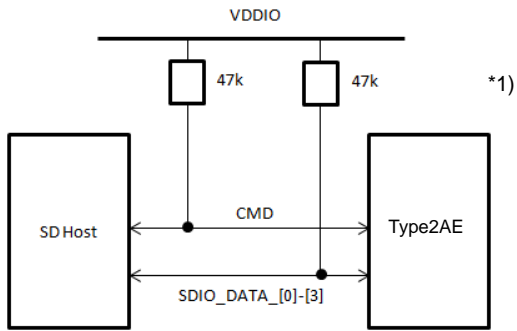 VDDIO
47k
47k
*1)
CMD
SD Host
Type2AE
SDIO_DATA_[0]-[3]